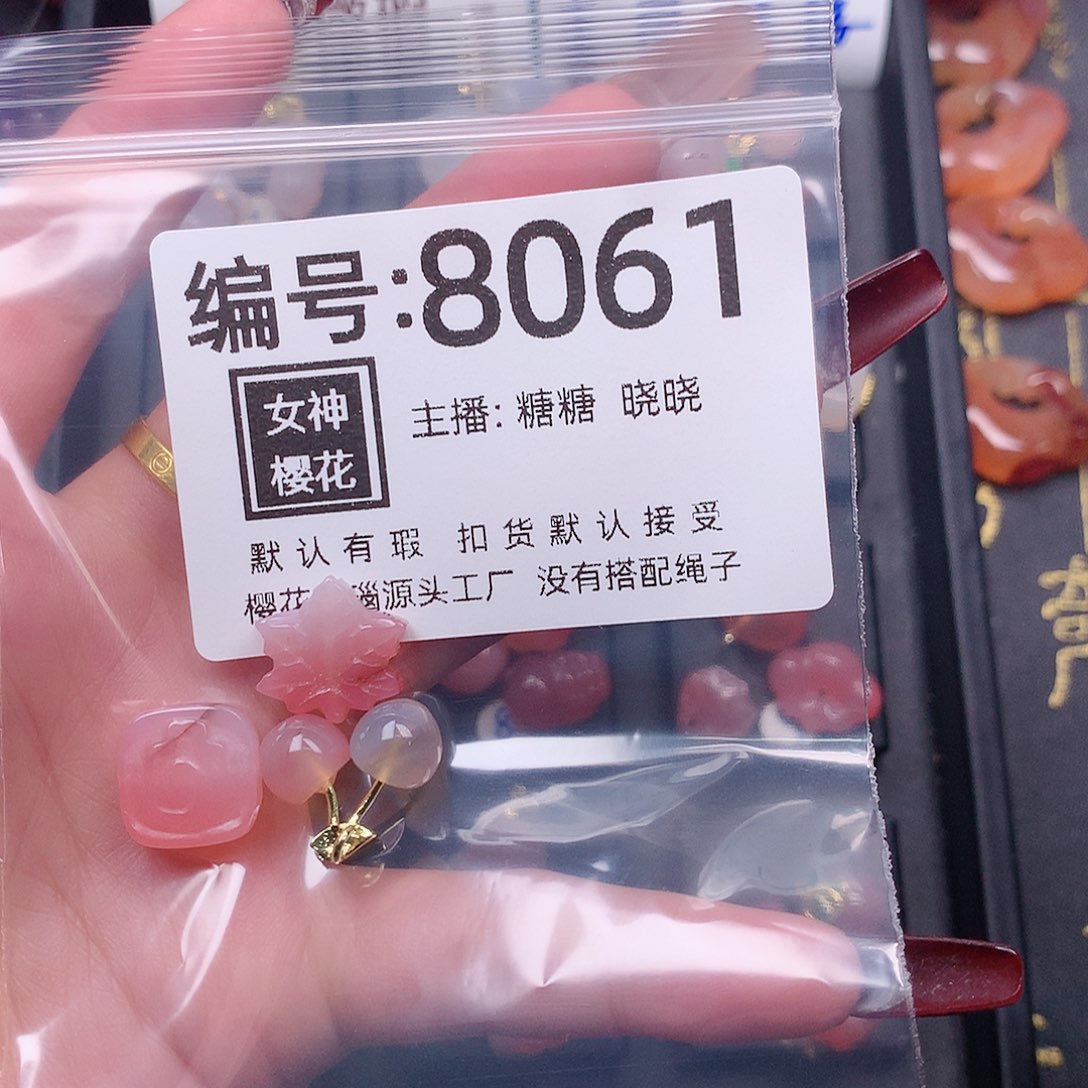 编号:8061
女神
樱花
主播: 糖糖 晓晓
默认有瑕 扣货默认接受
樱花 瑙源头工厂 没有搭配绳子